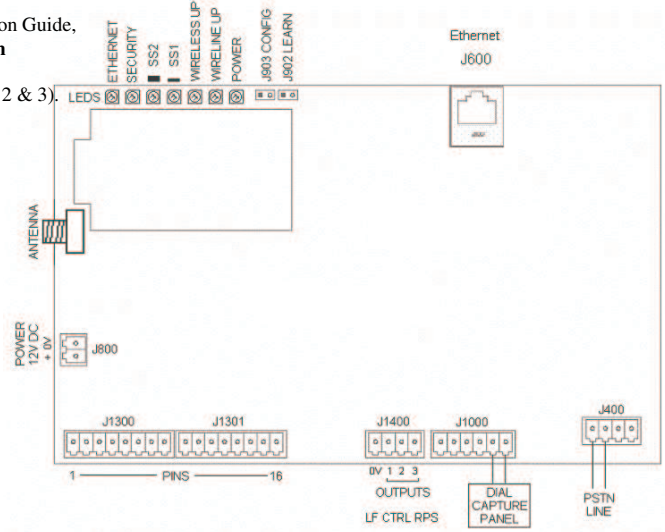 on Guide,
n
2 & 3).
ETHERNET
SECURITY
SS2
SS1
WIRELESS UP
WIRELINE UP
POWER
J903 CONFIG
J902 LEARN
LEDS
Ethernet
J600
ANTENNA
POWER
12V DC
+ 0V
J800
J1300
J1301
1
PINS
16
J1400
0V 1 2 3
OUTPUTS
LF CTRL RPS
J1000
DIAL
CAPTURE
PANEL
J400
PSTN
LINE